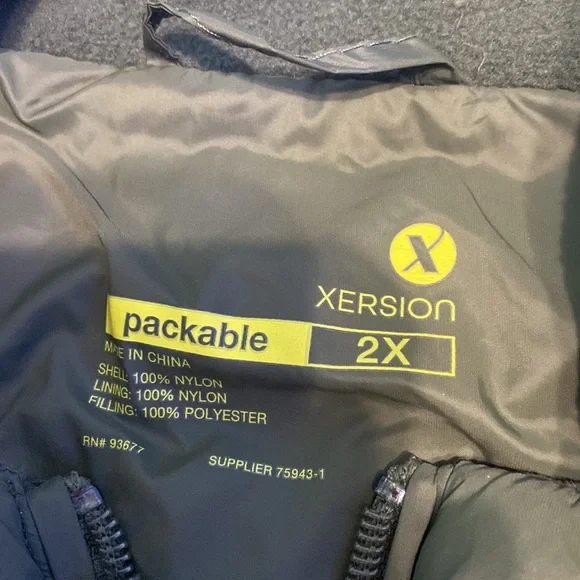 X
XERSION
packable 2X
MADE IN CHINA
SHELL: 100% NYLON
LINING: 100% NYLON
FILLING: 100% POLYESTER
RN# 93677
SUPPLIER 75943-1